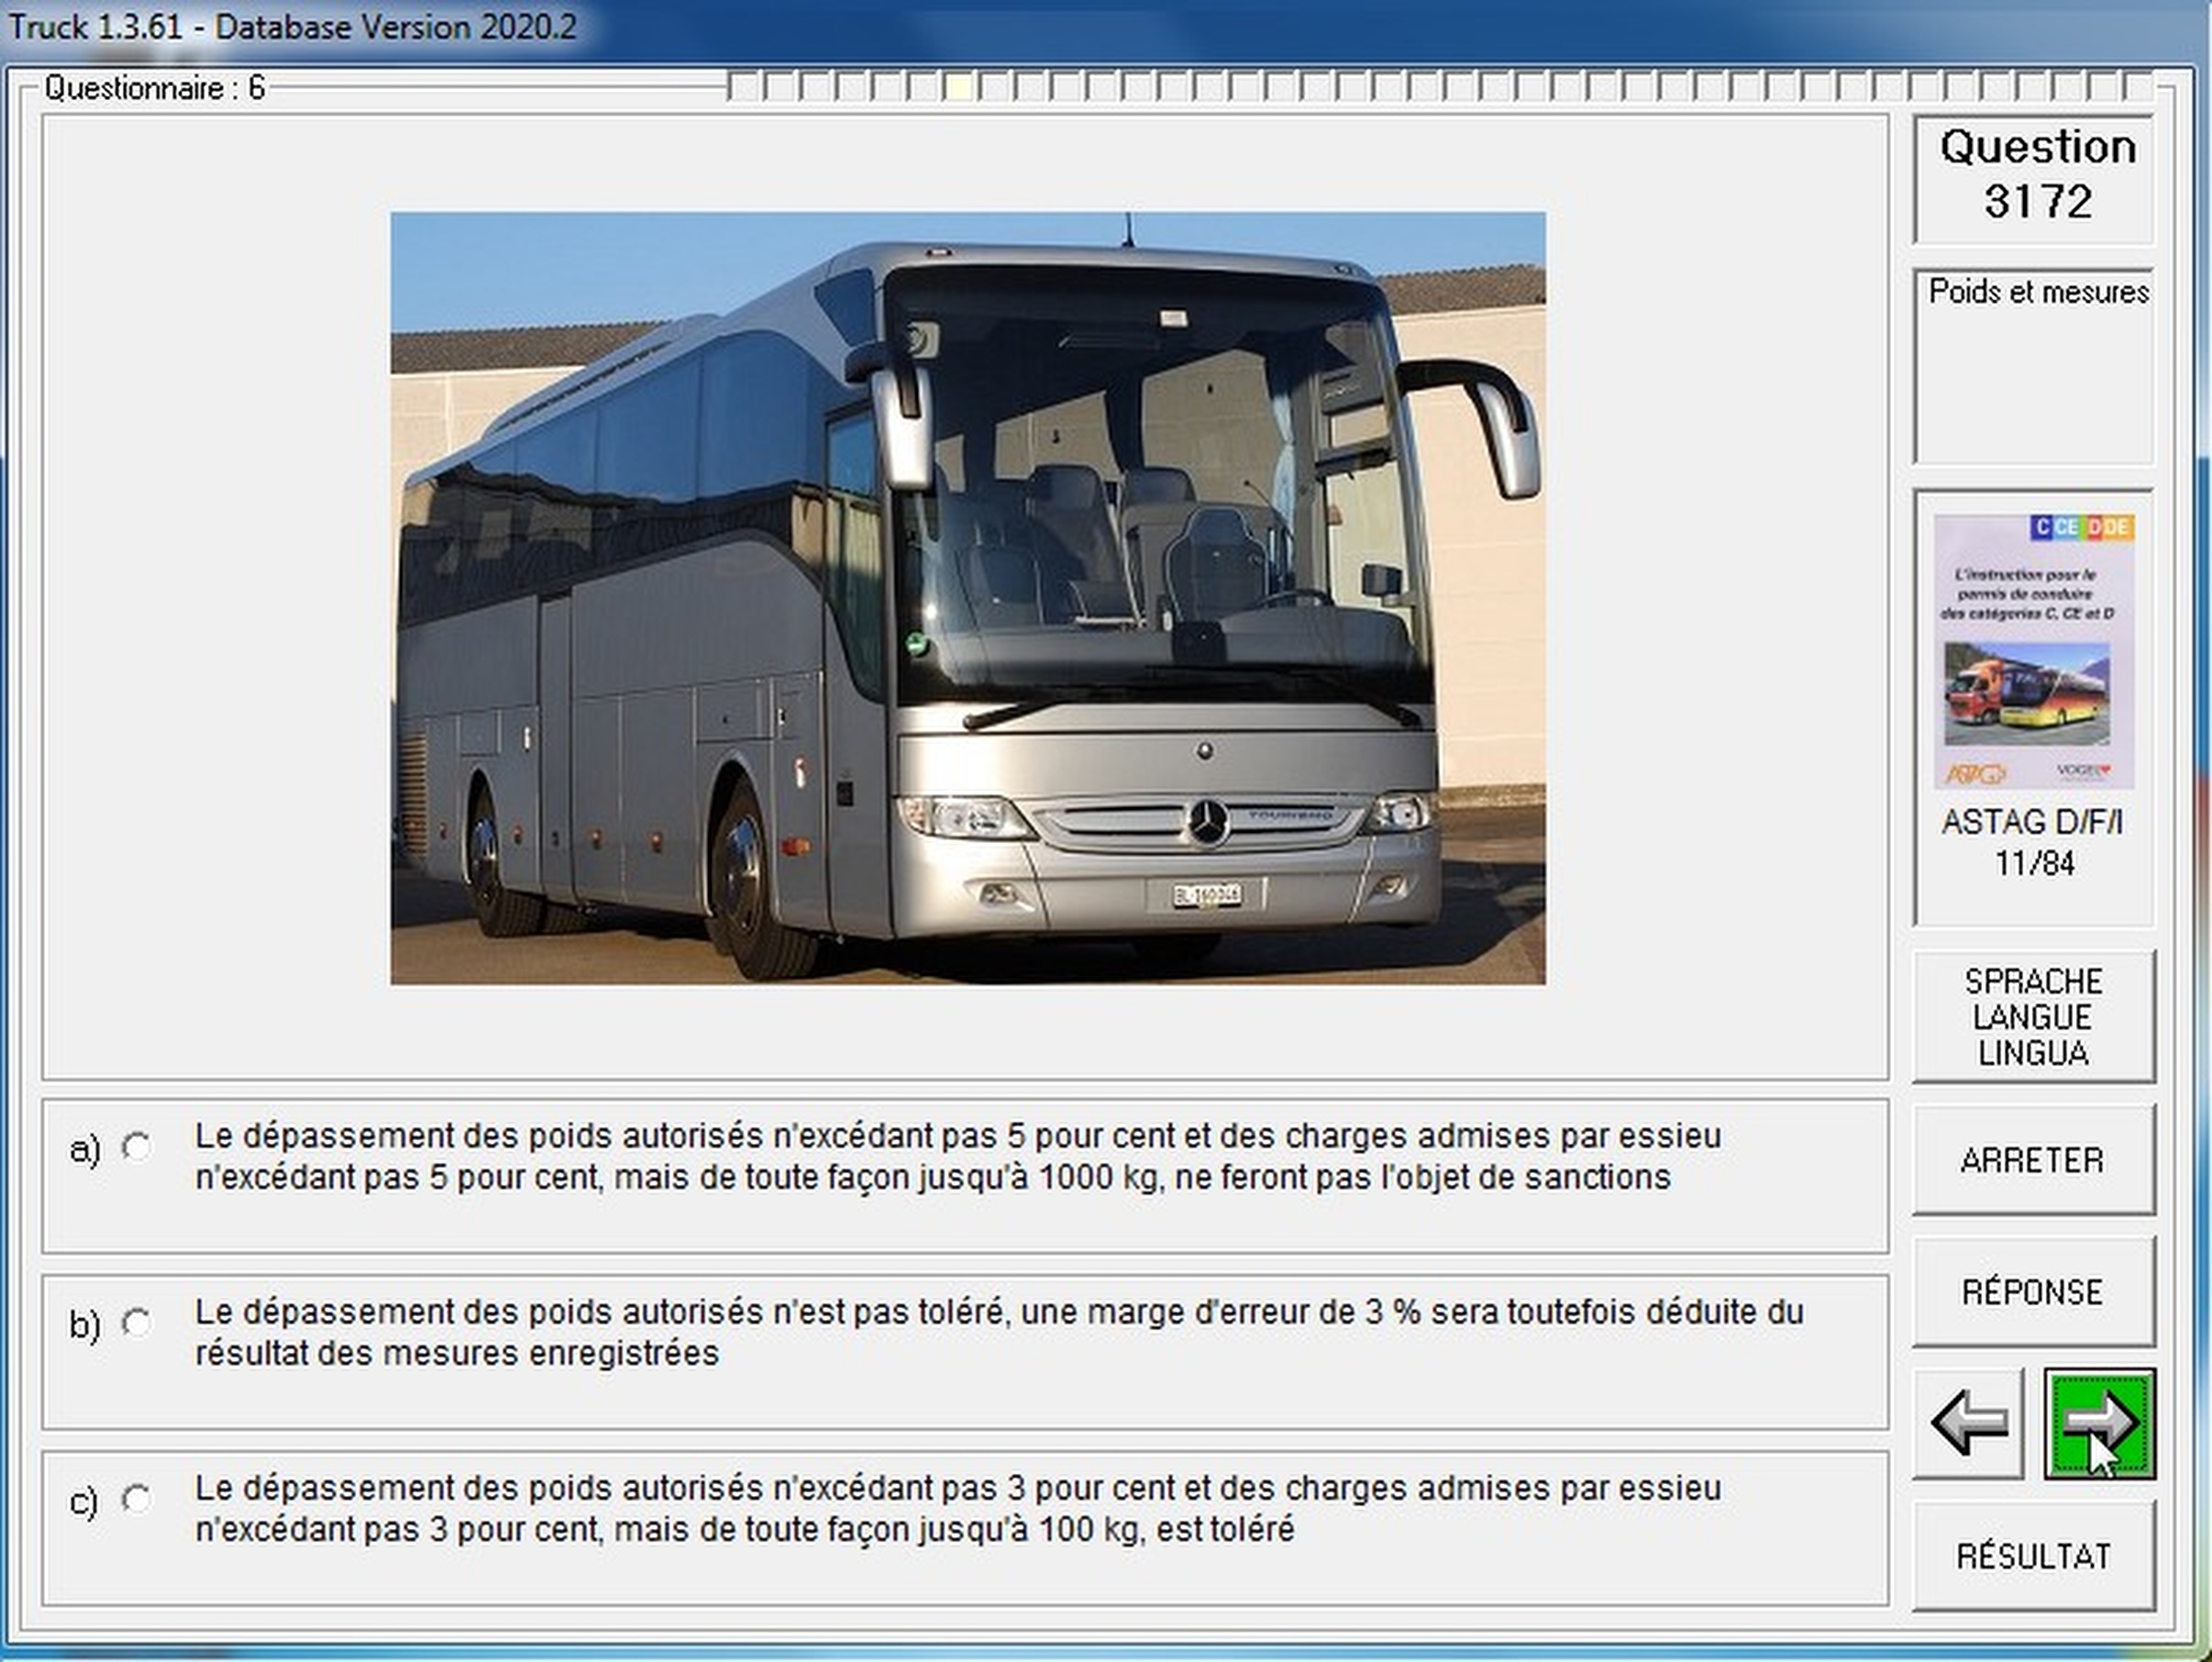 Truck 1.3.61 - Database Version 2020.2
Questionnaire : 6
Question
3172
Poids et mesures
C CE D DE
L'instruction pour le
permis de conduire
des catégories C, CE et D
ASTAG
VOGEL
ASTAG D/F/I
11/84
SPRACHE
LANGUE
LINGUA
ARRETER
RÉPONSE
RÉSULTAT
TOURISMO
a) Le dépassement des poids autorisés n'excédant pas 5 pour cent et des charges admises par essieu
n'excédant pas 5 pour cent, mais de toute façon jusqu'à 1000 kg, ne feront pas l'objet de sanctions
b) Le dépassement des poids autorisés n'est pas toléré, une marge d'erreur de 3 % sera toutefois déduite du
résultat des mesures enregistrées
c) Le dépassement des poids autorisés n'excédant pas 3 pour cent et des charges admises par essieu
n'excédant pas 3 pour cent, mais de toute façon jusqu'à 100 kg, est toléré